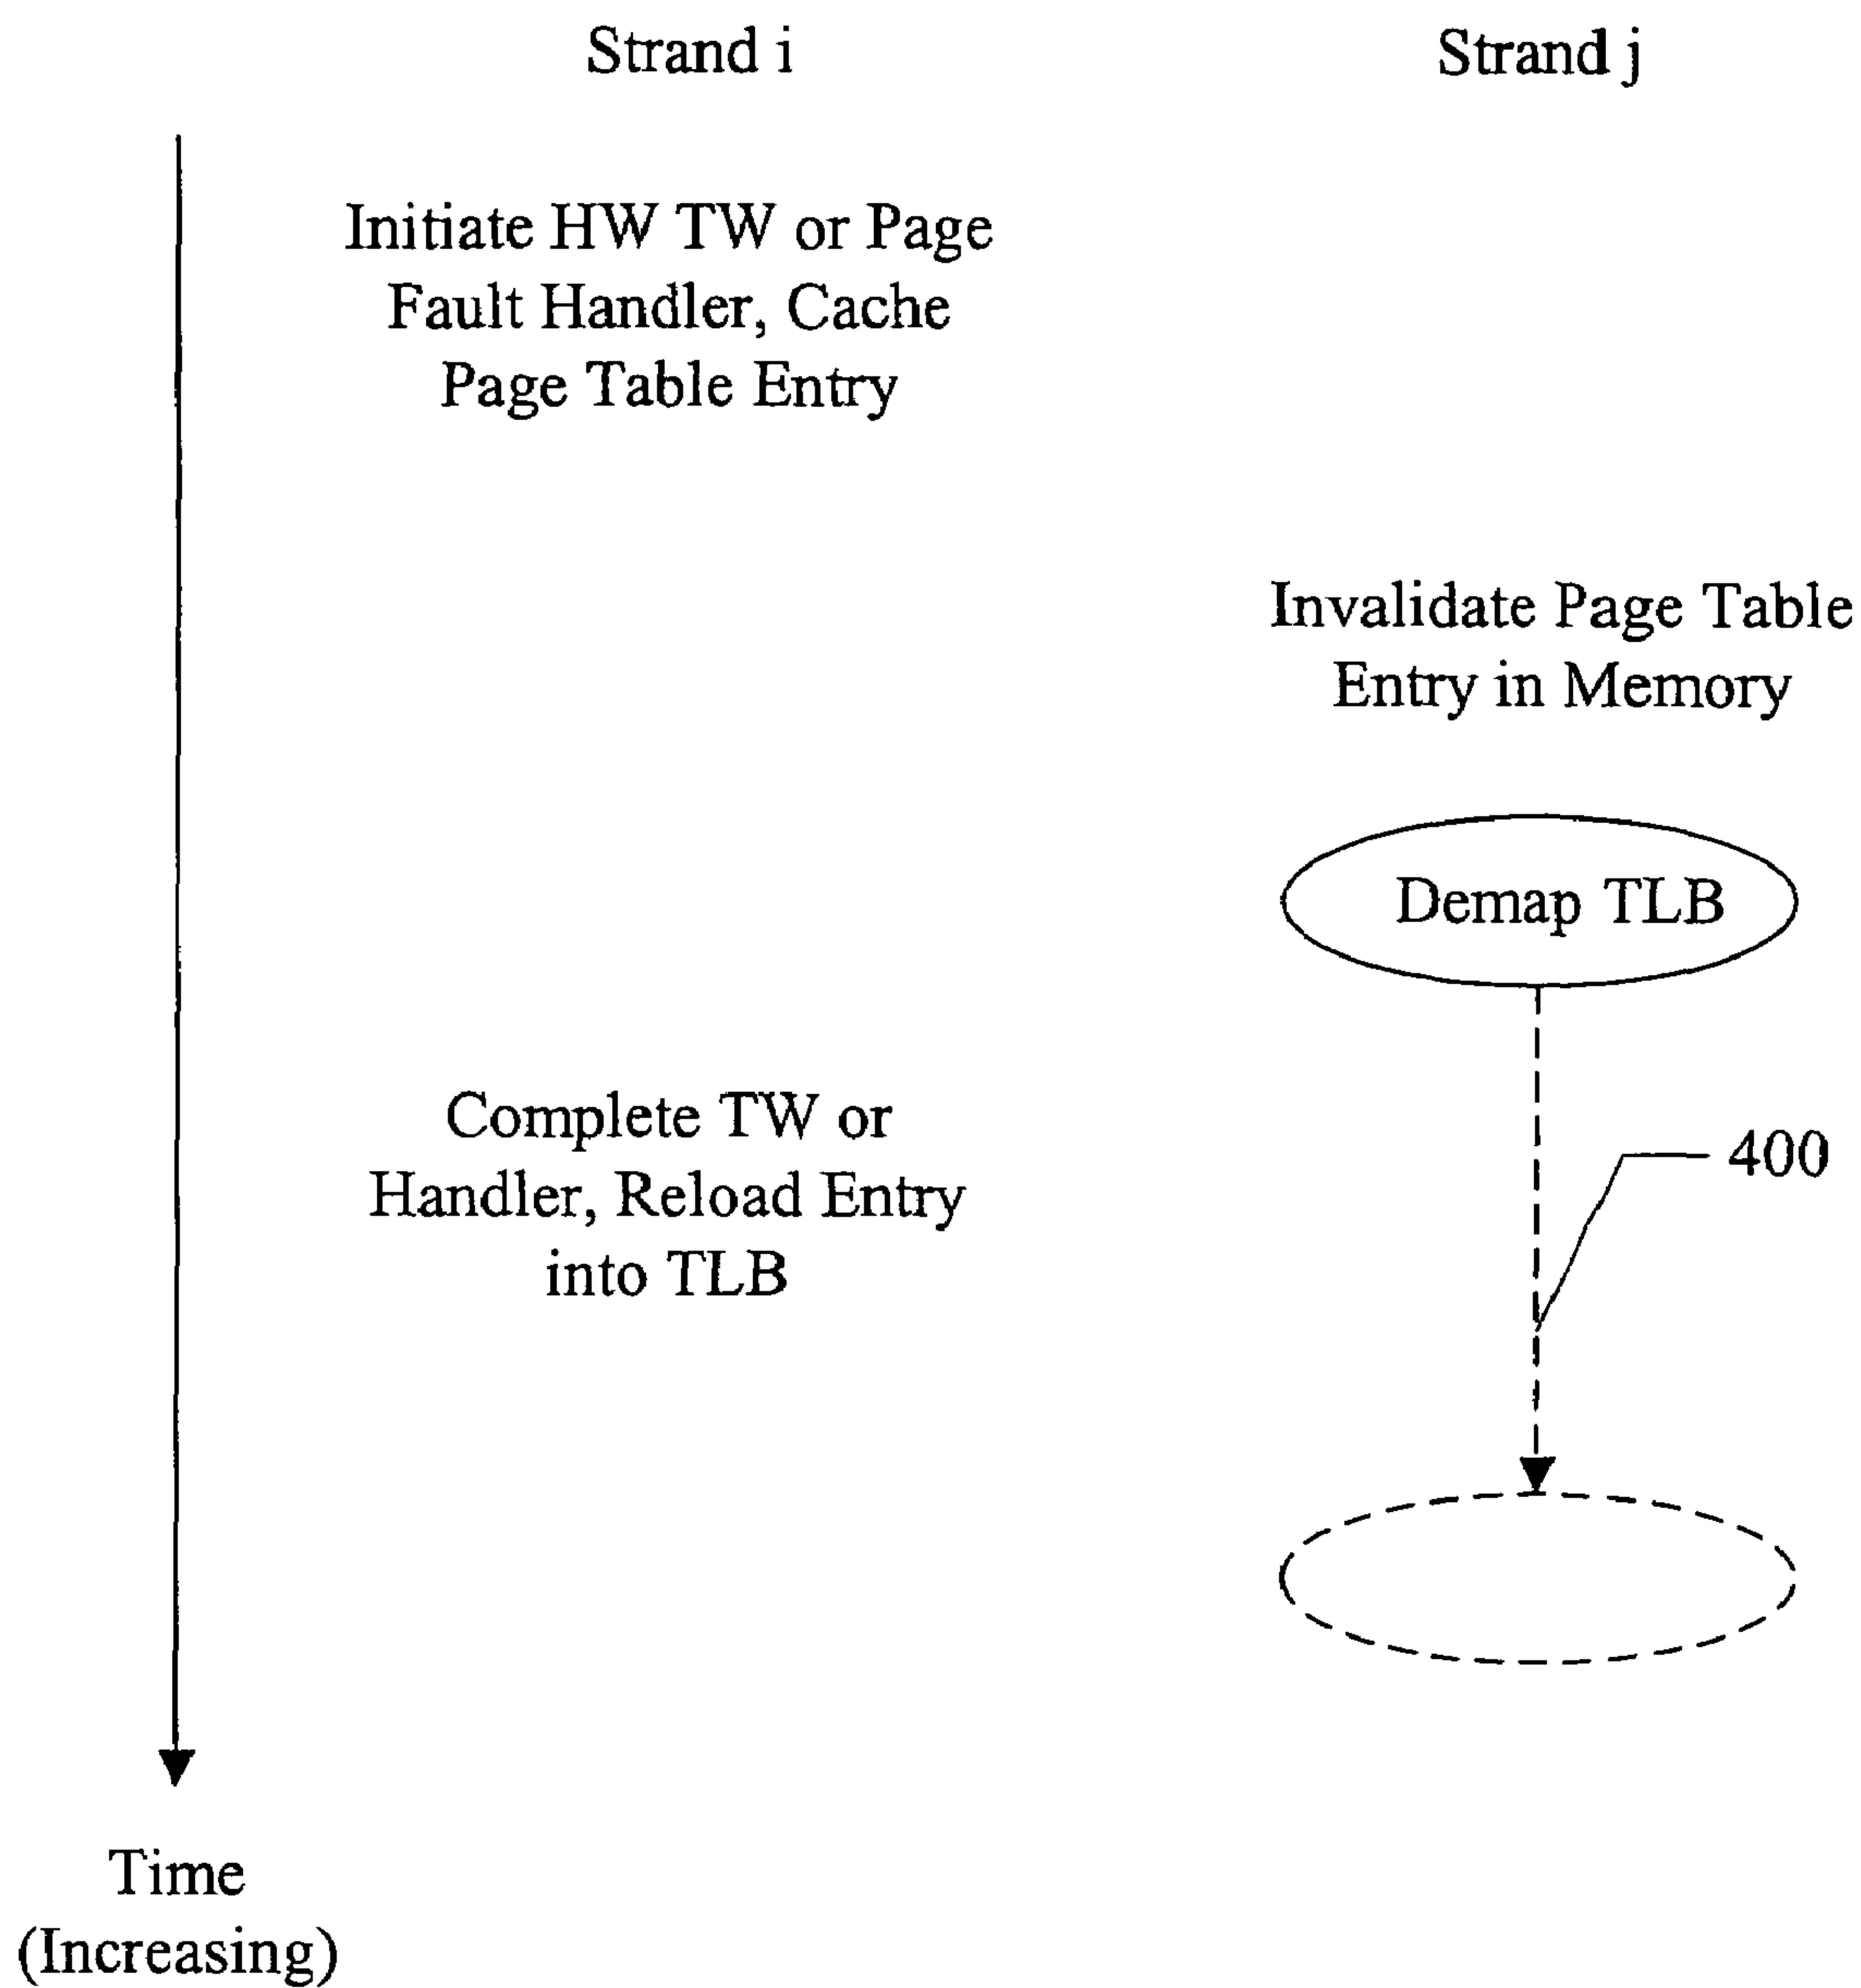 Strand i
Strand j
Initiate HW TW or Page
Fault Handler, Cache
Page Table Entry
Invalidate Page Table
Entry in Memory
Demap TLB
Complete TW or
Handler, Reload Entry
into TLB
400
Time
(Increasing)